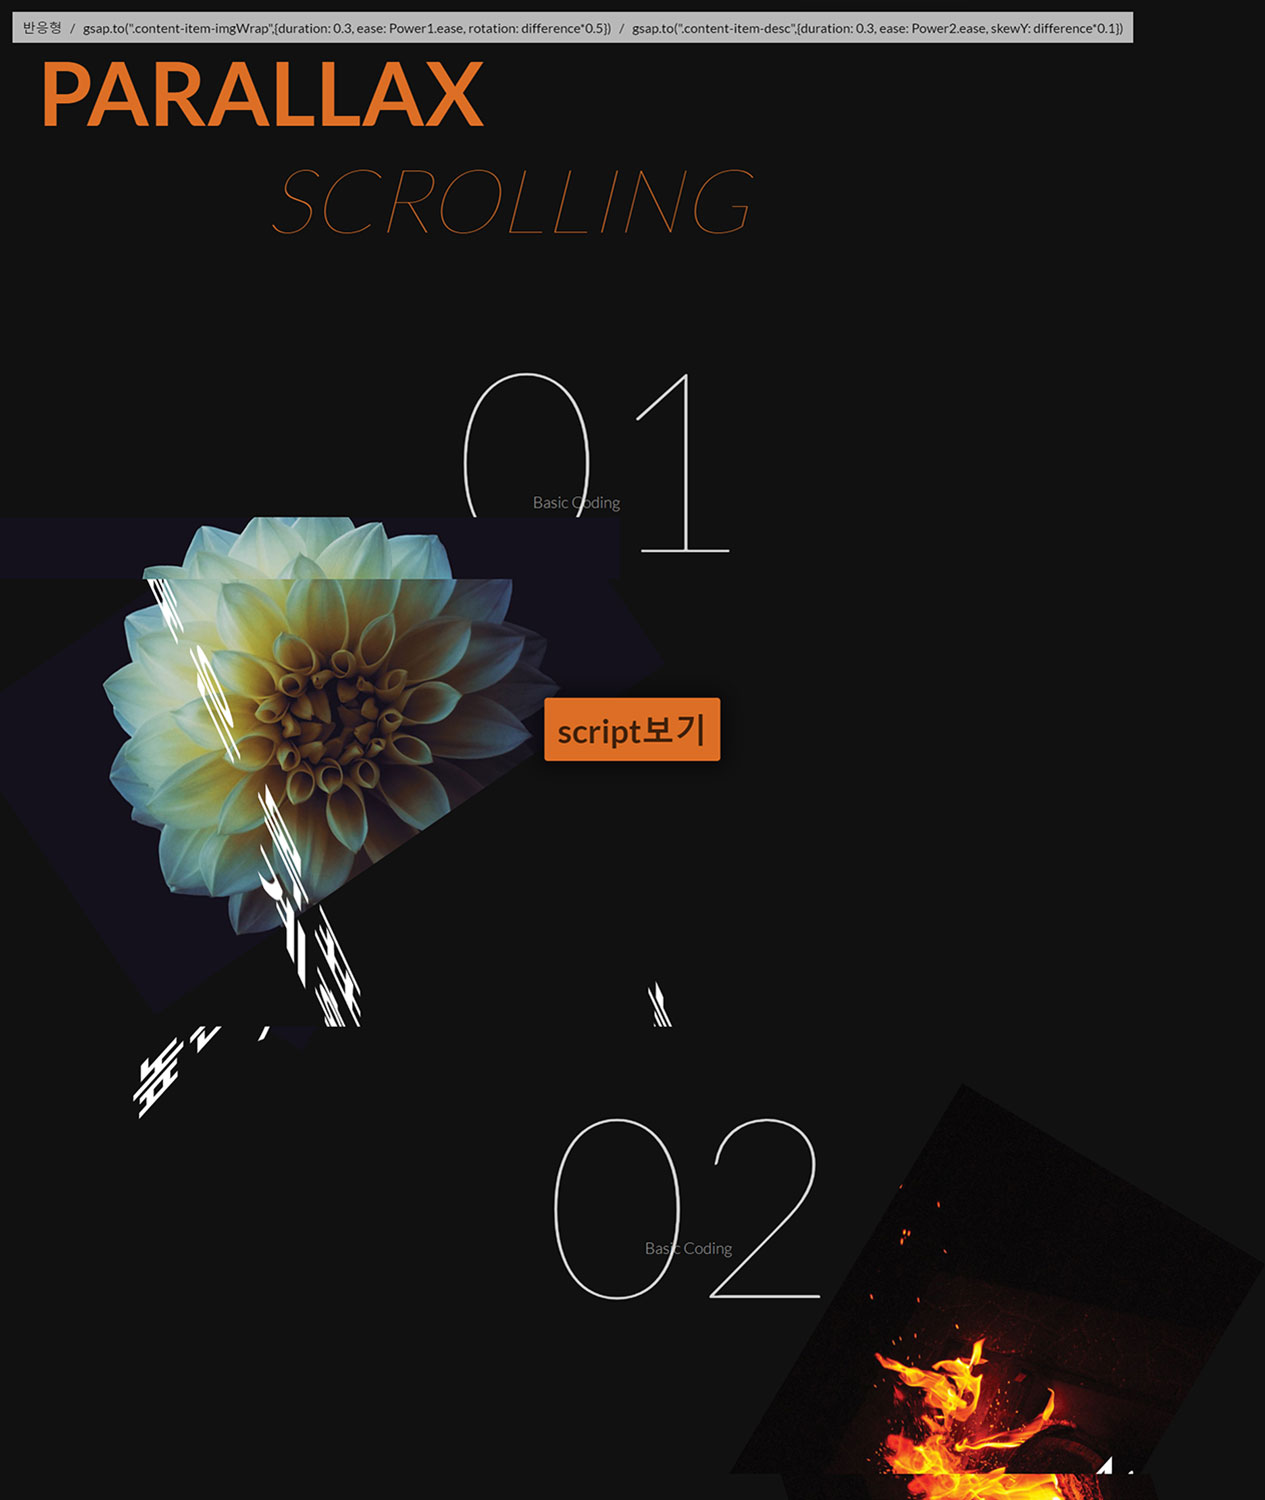 반응형 / gsap.to(".content-item-imgWrap",{duration: 0.3, ease: Power1.ease, rotation: difference*0.5}) / gsap.to(".content-item-desc",{duration: 0.3, ease: Power2.ease, skewY: difference*0.1})
PARALLAX
SCROLLING
01
Basic Coding
script보기
02
Basic Coding